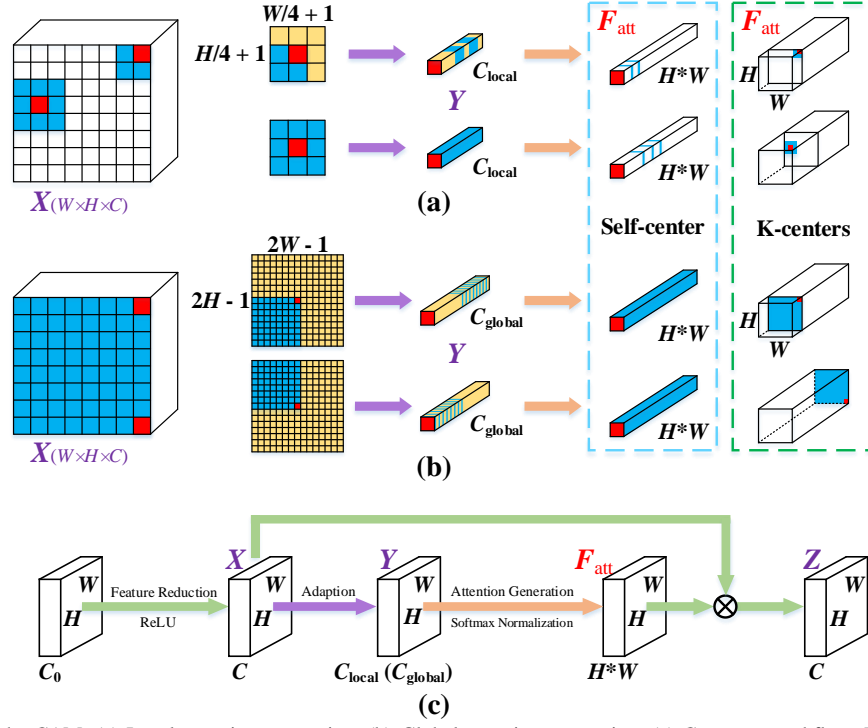 W/4 + 1
H/4 + 1
C_local
Y
C_local
X(W×H×C)
(a)
F_att
H*W
H*W
F_att
H
W
Self-center
K-centers
2W - 1
2H - 1
C_global
Y
C_global
X(W×H×C)
(b)
H*W
H*W
H
W
X
Y
F_att
Z
W
H
C_0
Feature Reduction
ReLU
W
H
C
Adaption
W
H
C_local (C_global)
Attention Generation
Softmax Normalization
W
H
H*W
W
H
C
(c)